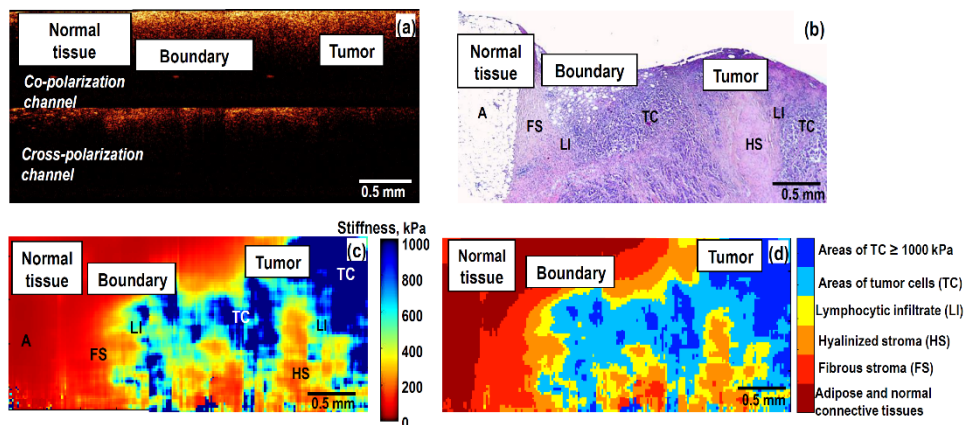 (a)
Normal
tissue
Boundary
Tumor
Co-polarization
channel
Cross-polarization
channel
0.5 mm
(b)
Normal
tissue
Boundary
Tumor
A
FS
LI
TC
HS
LI
TC
0.5 mm
Stiffness, kPa
(c)
Normal
tissue
Boundary
Tumor
TC
TC
LI
LI
A
FS
HS
0.5 mm
1000
800
600
400
200
0
(d)
Normal
tissue
Boundary
Tumor
0.5 mm
Areas of TC ≥ 1000 kPa
Areas of tumor cells (TC)
Lymphocytic infiltrate (LI)
Hyalinized stroma (HS)
Fibrous stroma (FS)
Adipose and normal
connective tissues